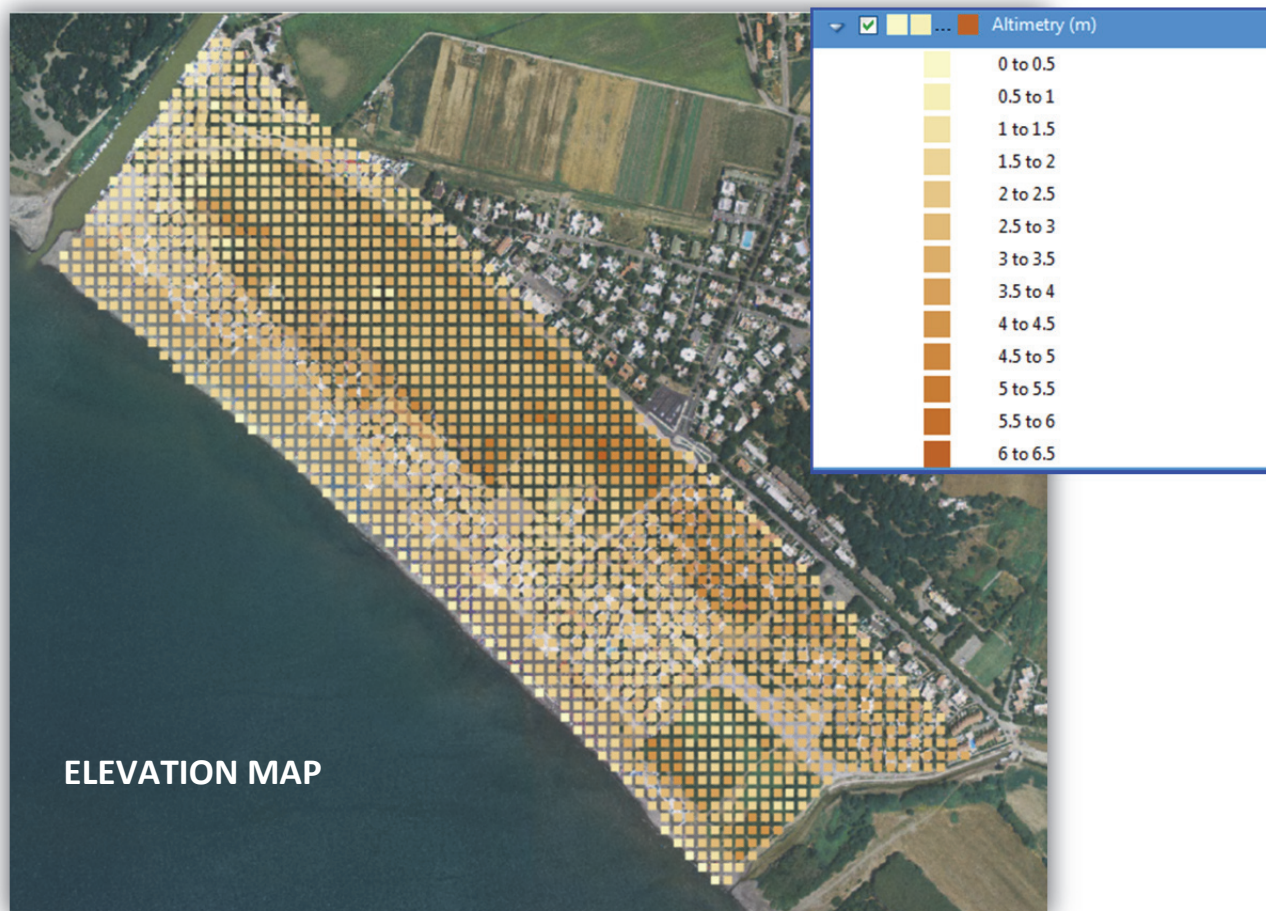 ... Altimetry (m)
0 to 0.5
0.5 to 1
1 to 1.5
1.5 to 2
2 to 2.5
2.5 to 3
3 to 3.5
3.5 to 4
4 to 4.5
4.5 to 5
5 to 5.5
5.5 to 6
6 to 6.5
ELEVATION MAP